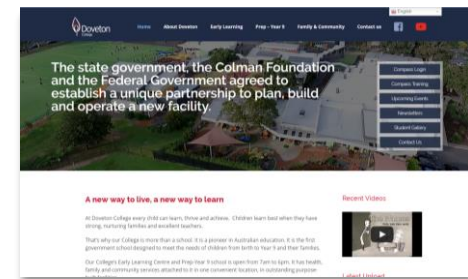 English
Doveton
College
Home
About Doveton
Early Learning
Prep - Year 9
Family & Community
Contact us
The state government, the Colman Foundation
and the Federal Government agreed to
establish a unique partnership to plan, build
and operate a new facility.
Compass Login
Compass Training
Upcoming Events
Newsletters
Student Gallery
Contact Us
A new way to live, a new way to learn
At Doveton College every child can learn, thrive and achieve. Children learn best when they have
strong, nurturing families and excellent teachers.
That's why our College is more than a school. It is a pioneer in Australian education. It is the first
government school designed to meet the needs of children from birth to Year 9 and their families.
Our College's Early Learning Centre and Prep-Year 9 school is open from 7am to 6pm. It has health,
family and community services attached to it in one convenient location. In outstanding purpose
Recent Videos